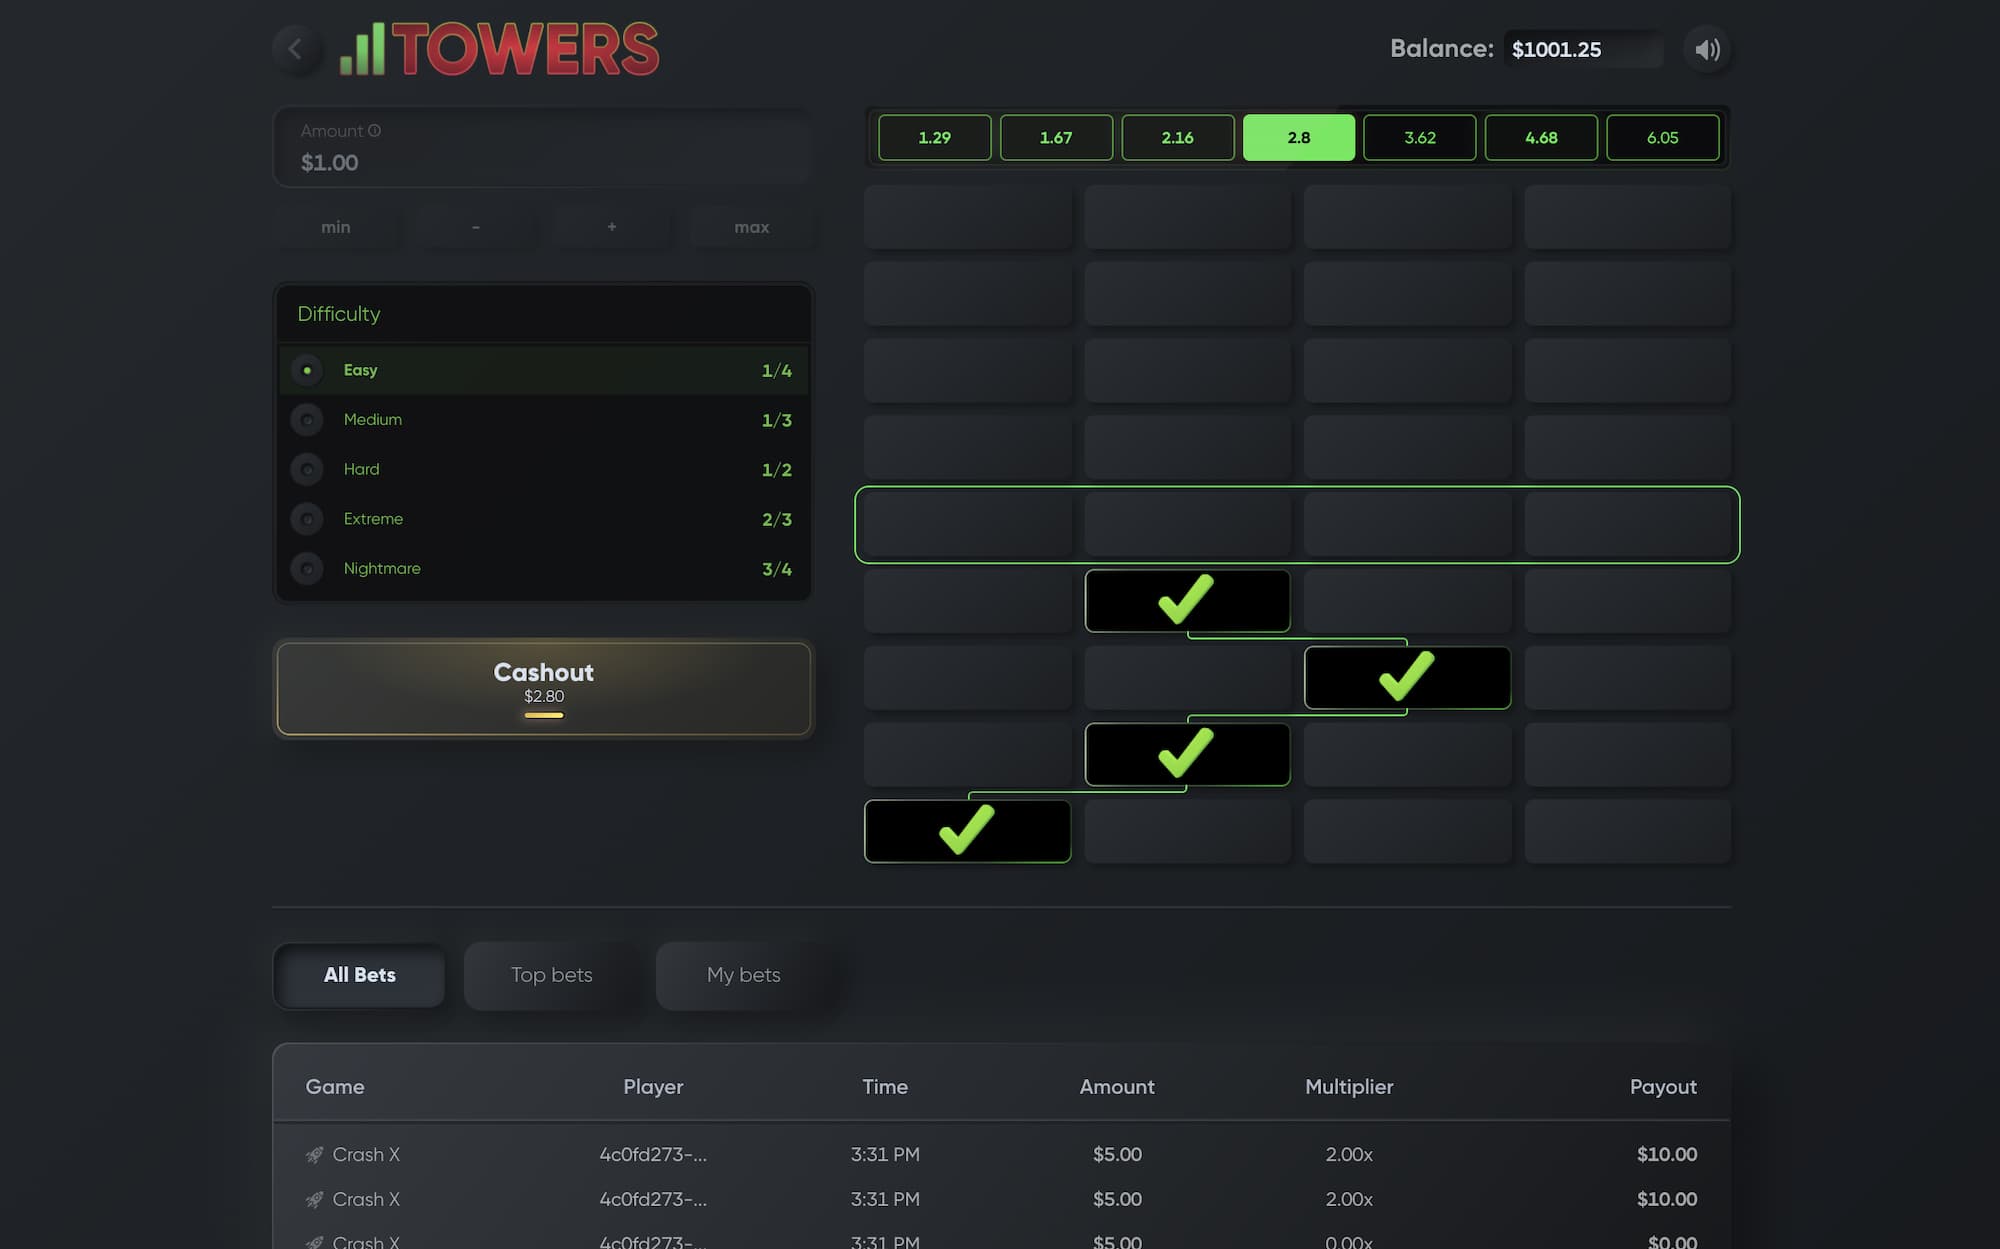 TOWERS
Balance: $1001.25
Amount
$1.00
min - + max
1.29 1.67 2.16 2.8 3.62 4.68 6.05
Difficulty
Easy 1/4
Medium 1/3
Hard 1/2
Extreme 2/3
Nightmare 3/4
Cashout
$2.80
All Bets Top bets My bets
Game Player Time Amount Multiplier Payout
Crash X 4c0fd273-... 3:31 PM $5.00 2.00x $10.00
Crash X 4c0fd273-... 3:31 PM $5.00 2.00x $10.00
Crash X 4c0fd273-... 3:31 PM $5.00 0.00x $0.00